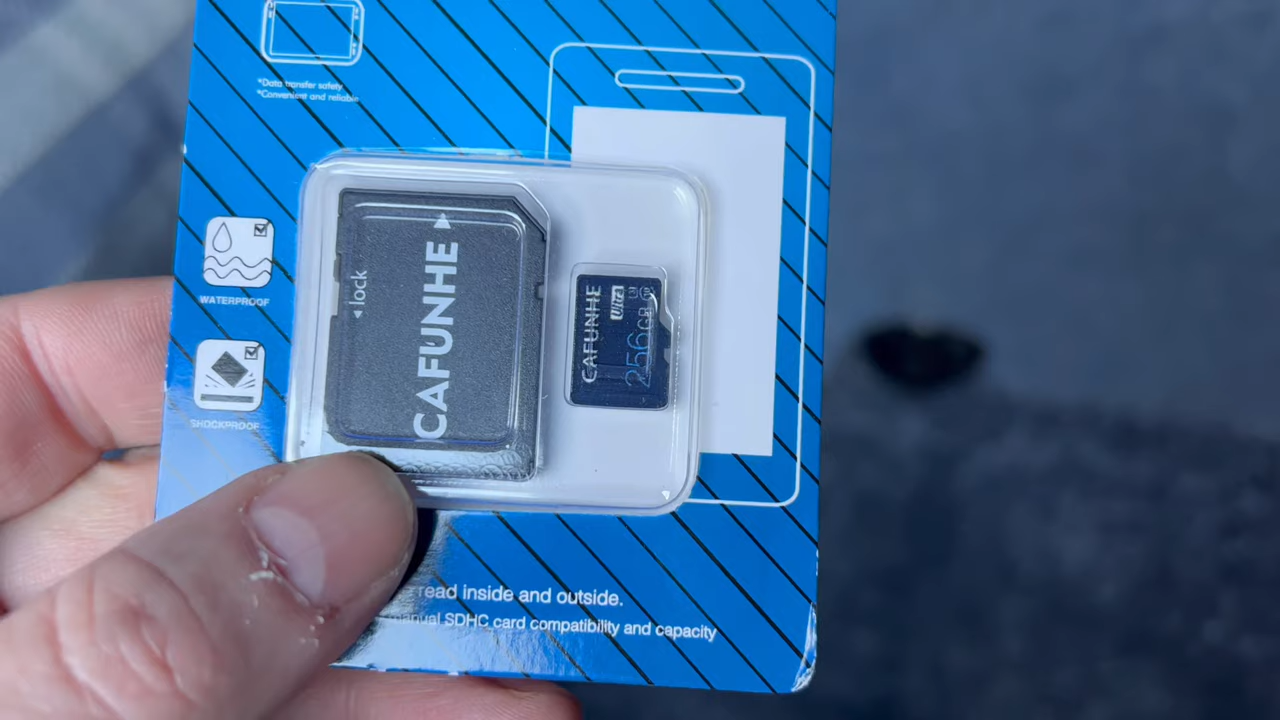 *Data transfer safety
*Convenient and reliable
WATERPROOF
SHOCKPROOF
lock
CAFUNHE
CAFUNHE
Ultra
256GB
read inside and outside.
manual SDHC card compatibility and capacity